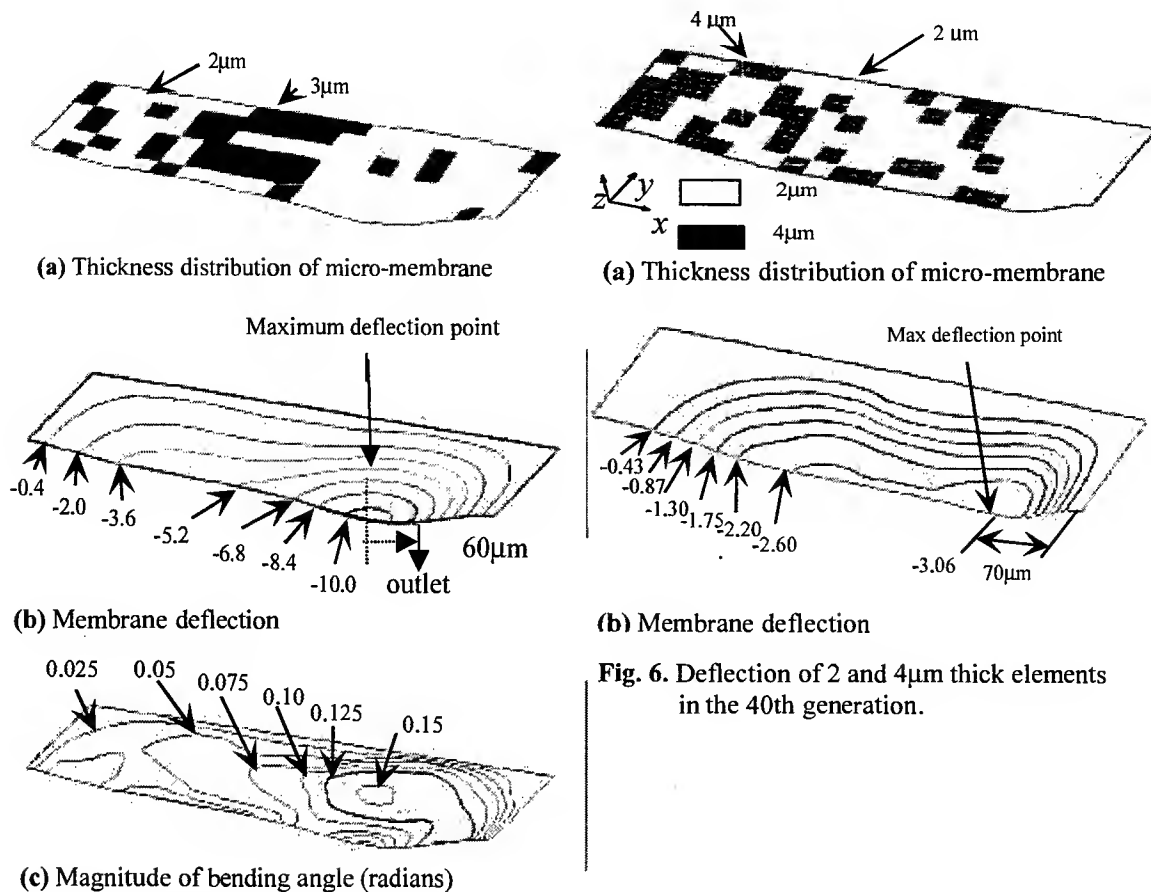 2μm
3μm
(a) Thickness distribution of micro-membrane
Maximum deflection point
-0.4
-2.0
-3.6
-5.2
-6.8
-8.4
-10.0
60μm
outlet
(b) Membrane deflection
0.025
0.05
0.075
0.10
0.125
0.15
(c) Magnitude of bending angle (radians)
4 μm
2 μm
z y x
2μm
4μm
(a) Thickness distribution of micro-membrane
Max deflection point
-0.43
-0.87
-1.30
-1.75
-2.20
-2.60
-3.06
70μm
(b) Membrane deflection
Fig. 6. Deflection of 2 and 4μm thick elements
in the 40th generation.